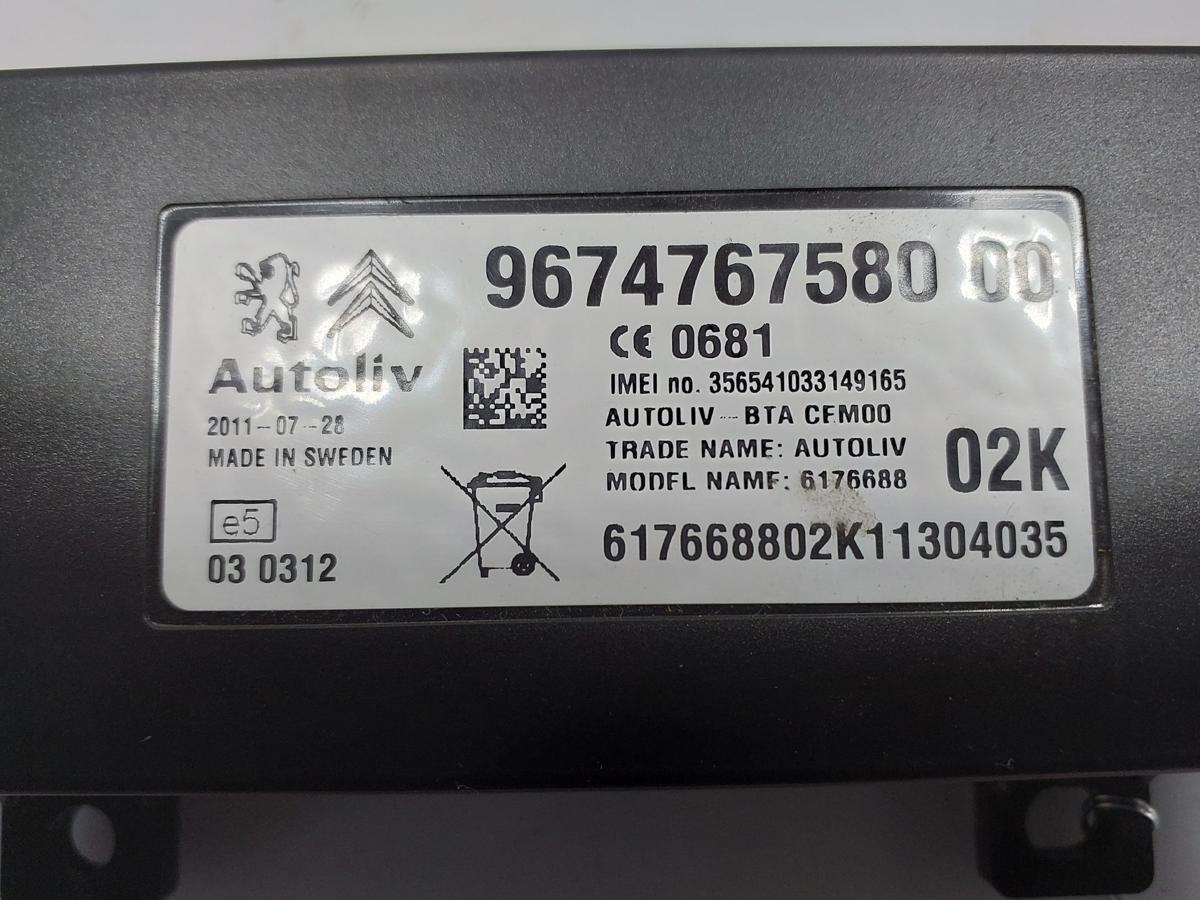 9674767580 00
CE 0681
IMEI no. 356541033149165
AUTOLIV--BTA CEM00
TRADE NAME: AUTOLIV
MODEL NAME: 6176688
02K
617668802K11304035
Autoliv
2011-07-28
MADE IN SWEDEN
e5
03 0312